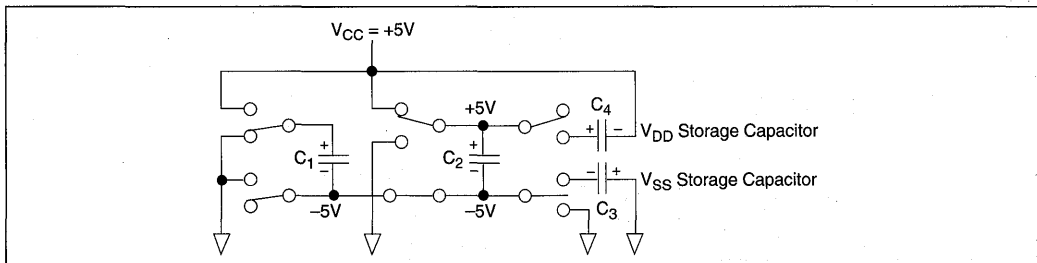 V_CC = +5V
+5V
C_4
+
-
V_DD Storage Capacitor
+
C_1
-
+
C_2
-
-
+
V_SS Storage Capacitor
–5V
–5V
C_3